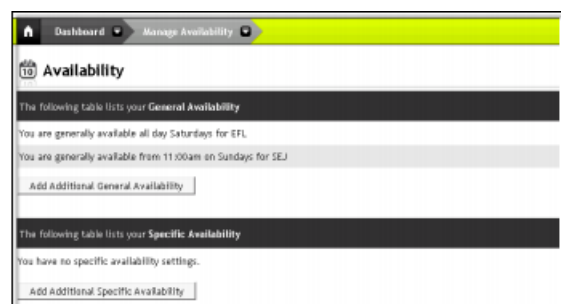 Dashboard Manage Availability
10 Availability
The following table lists your General Availability
You are generally available all day Saturdays for EFL
You are generally available from 11:00am on Sundays for SEJ
Add Additional General Availability
The following table lists your Specific Availability
You have no specific availability settings.
Add Additional Specific Availability